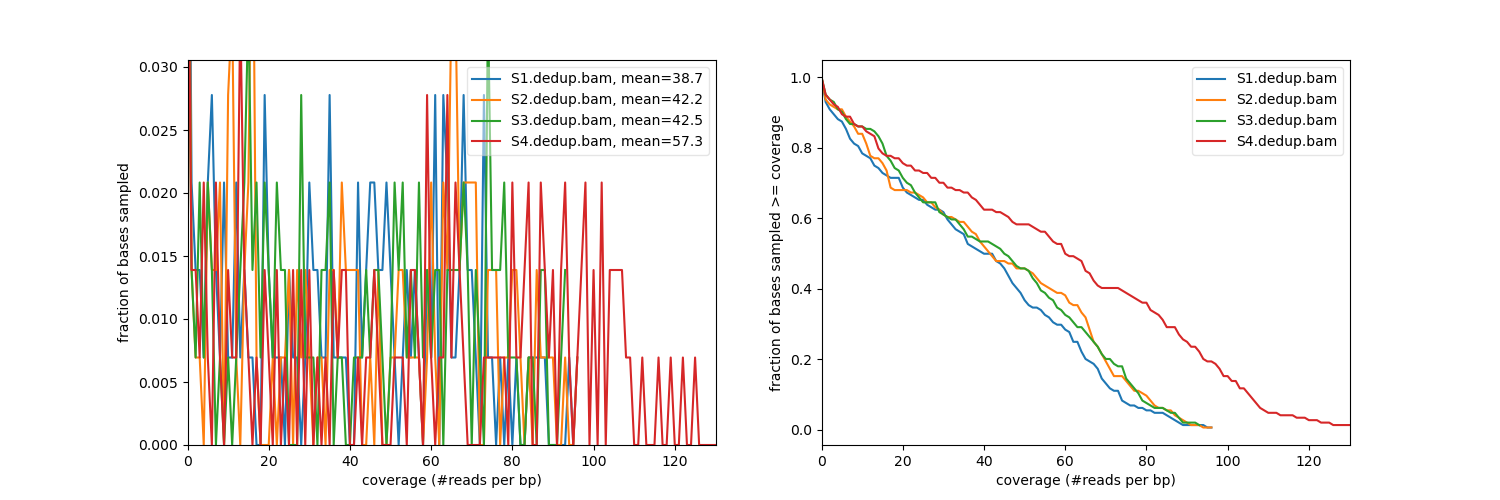 0.030
0.025
0.020
0.015
0.010
0.005
0.000
fraction of bases sampled
S1.dedup.bam, mean=38.7
S2.dedup.bam, mean=42.2
S3.dedup.bam, mean=42.5
S4.dedup.bam, mean=57.3
0 20 40 60 80 100 120
coverage (#reads per bp)
1.0
0.8
0.6
0.4
0.2
0.0
fraction of bases sampled >= coverage
S1.dedup.bam
S2.dedup.bam
S3.dedup.bam
S4.dedup.bam
0 20 40 60 80 100 120
coverage (#reads per bp)